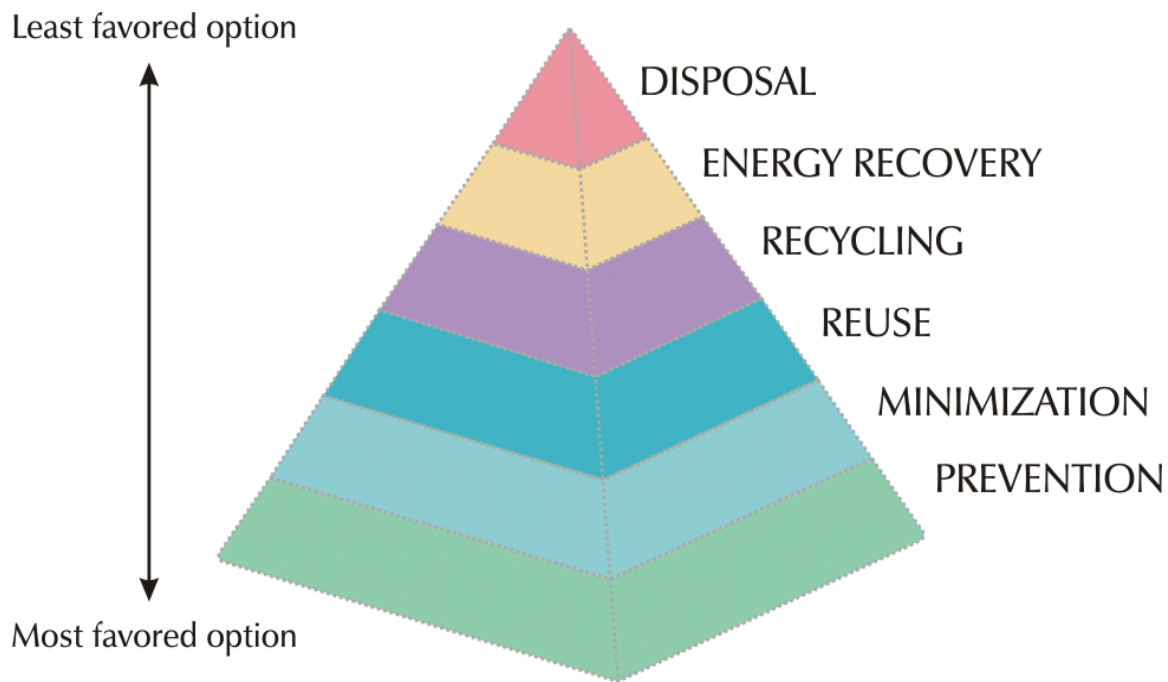 Least favored option
DISPOSAL
ENERGY RECOVERY
RECYCLING
REUSE
MINIMIZATION
PREVENTION
Most favored option